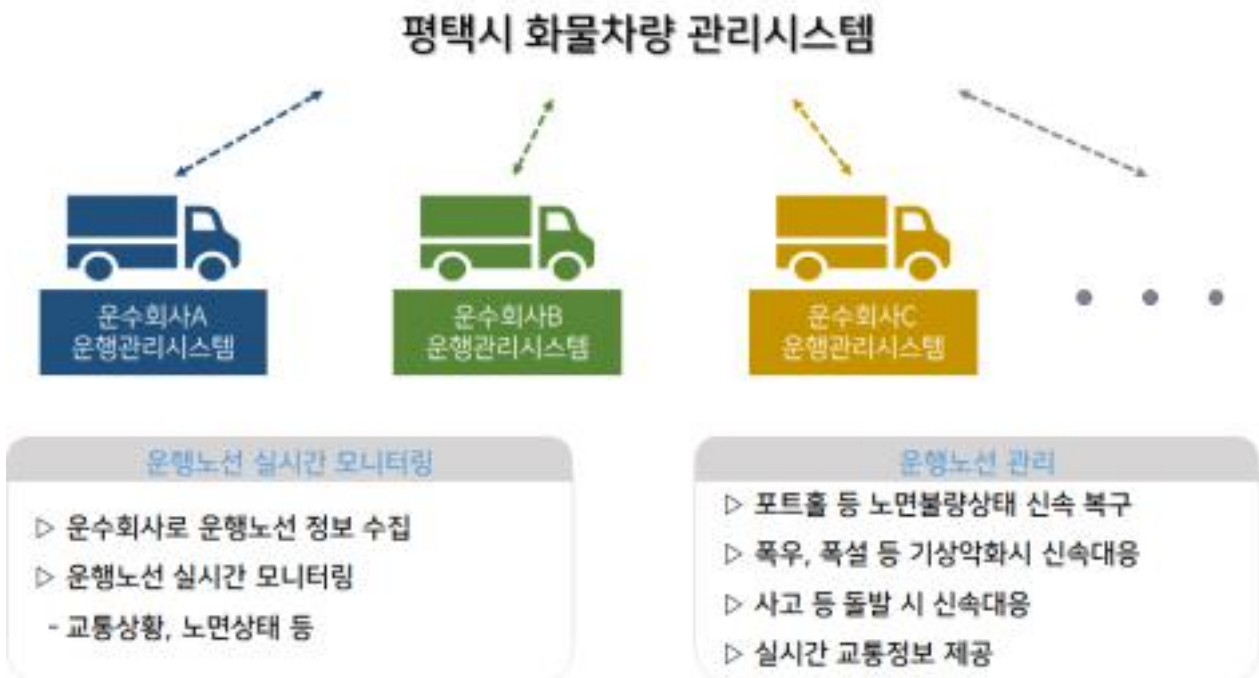 평택시 화물차량 관리시스템
운수회사A
운행관리시스템
운수회사B
운행관리시스템
운수회사C
운행관리시스템
운행노선 실시간 모니터링
▷ 운수회사로 운행노선 정보 수집
▷ 운행노선 실시간 모니터링
- 교통상황, 노면상태 등
운행노선 관리
▷ 포트홀 등 노면불량상태 신속 복구
▷ 폭우, 폭설 등 기상악화시 신속대응
▷ 사고 등 돌발 시 신속대응
▷ 실시간 교통정보 제공